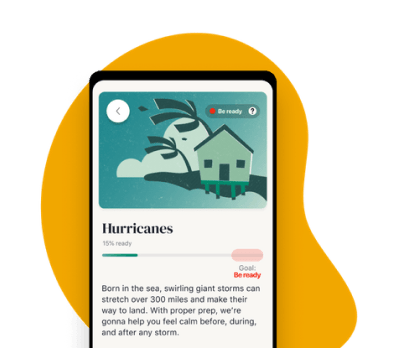 Be ready ?
Hurricanes
15% ready
Goal:
Be ready
Born in the sea, swirling giant storms can
stretch over 300 miles and make their
way to land. With proper prep, we're
gonna help you feel calm before, during,
and after any storm.